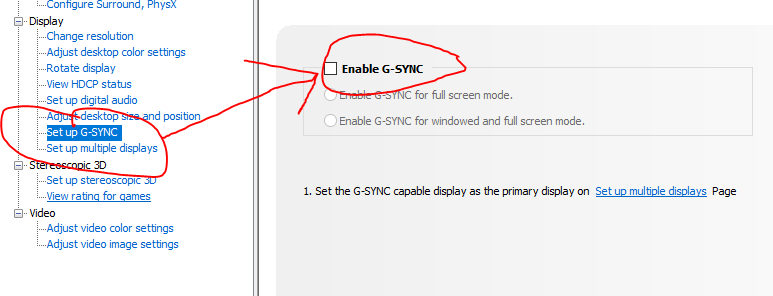 Configure Surround, PhysX
Display
Change resolution
Adjust desktop color settings
Rotate display
View HDCP status
Set up digital audio
Adjust desktop size and position
Set up G-SYNC
Set up multiple displays
Stereoscopic 3D
Set up stereoscopic 3D
View rating for games
Video
Adjust video color settings
Adjust video image settings
Enable G-SYNC
Enable G-SYNC for full screen mode.
Enable G-SYNC for windowed and full screen mode.
1. Set the G-SYNC capable display as the primary display on Set up multiple displays Page